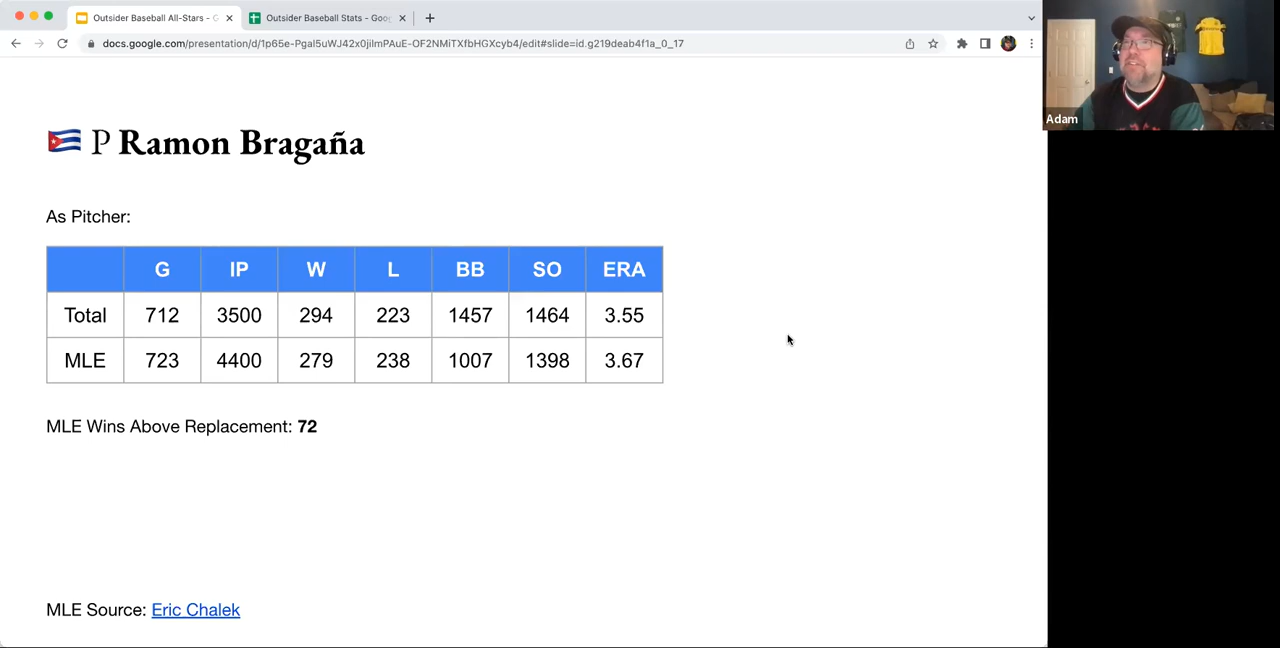 Outsider Baseball All-Stars - G
Outsider Baseball Stats - Goo
docs.google.com/presentation/d/1p65e-Pgal5uWJ42x0jilmPAuE-OF2NMiTXfbHGXcyb4/edit#slide=id.g219deab4f1a_0_17
Adam
P Ramon Bragaña
As Pitcher:
G IP W L BB SO ERA
Total 712 3500 294 223 1457 1464 3.55
MLE 723 4400 279 238 1007 1398 3.67
MLE Wins Above Replacement: 72
MLE Source: Eric Chalek